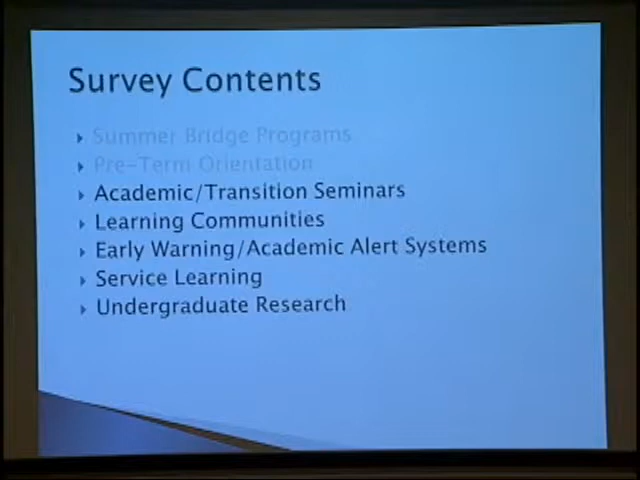 Survey Contents
Summer Bridge Programs
Pre-Term Orientation
Academic/Transition Seminars
Learning Communities
Early Warning/Academic Alert Systems
Service Learning
Undergraduate Research